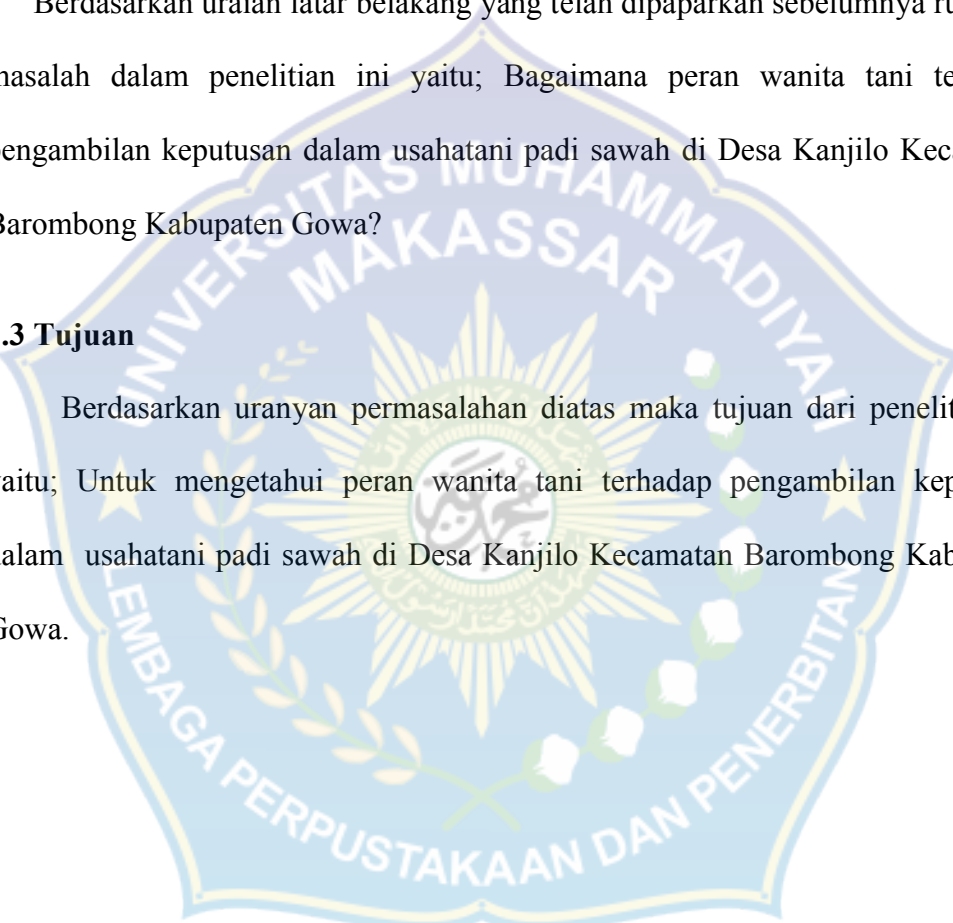 Berdasarkan uraian latar belakang yang telah dipaparkan sebelumnya ru
masalah dalam penelitian ini yaitu; Bagaimana peran wanita tani te
pengambilan keputusan dalam usahatani padi sawah di Desa Kanjilo Kec
Barombong Kabupaten Gowa?
.3 Tujuan
Berdasarkan uranyan permasalahan diatas maka tujuan dari penelit
yaitu; Untuk mengetahui peran wanita tani terhadap pengambilan kep
dalam usahatani padi sawah di Desa Kanjilo Kecamatan Barombong Kab
Gowa.
UNIVERSITAS MUHAMMADIYAH
MAKASSAR
LEMBAGA PERPUSTAKAAN DAN PENERBITAN